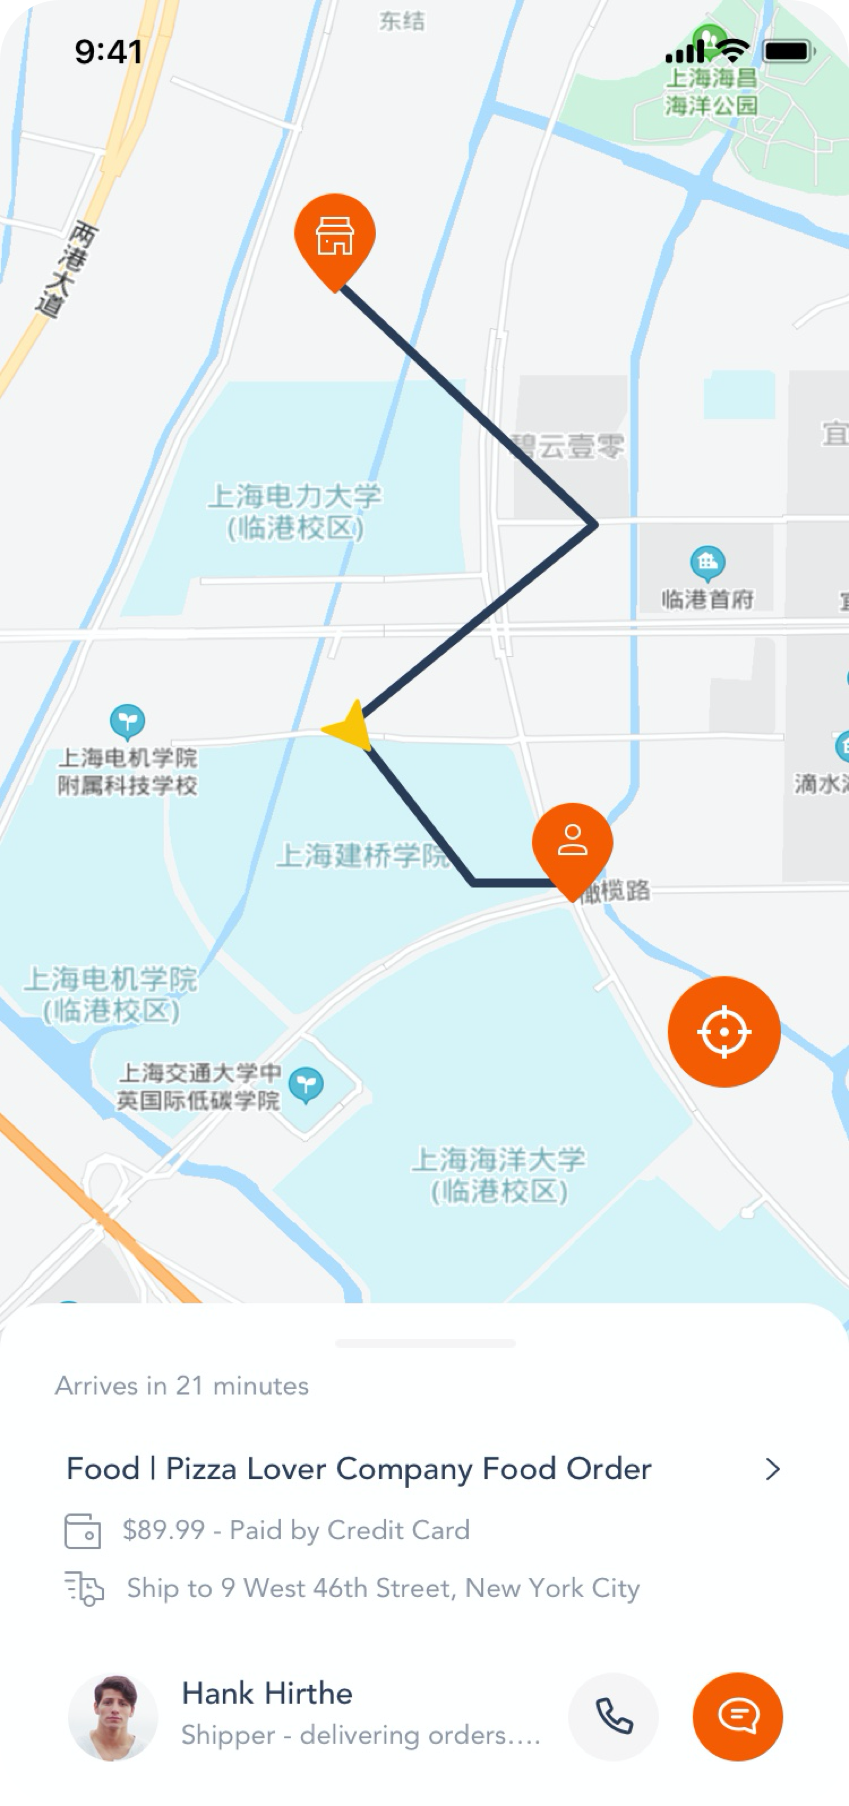 东结
9:41
上海海昌
海洋公园
两港大道
碧云壹零
宜
上海电力大学
(临港校区)
临港首府
上海电机学院
附属科技学校
滴水
上海建桥学院
橄榄路
上海电机学院
(临港校区)
上海交通大学中
英国际低碳学院
上海海洋大学
(临港校区)
Arrives in 21 minutes
Food | Pizza Lover Company Food Order
$89.99 - Paid by Credit Card
Ship to 9 West 46th Street, New York City
Hank Hirthe
Shipper - delivering orders....